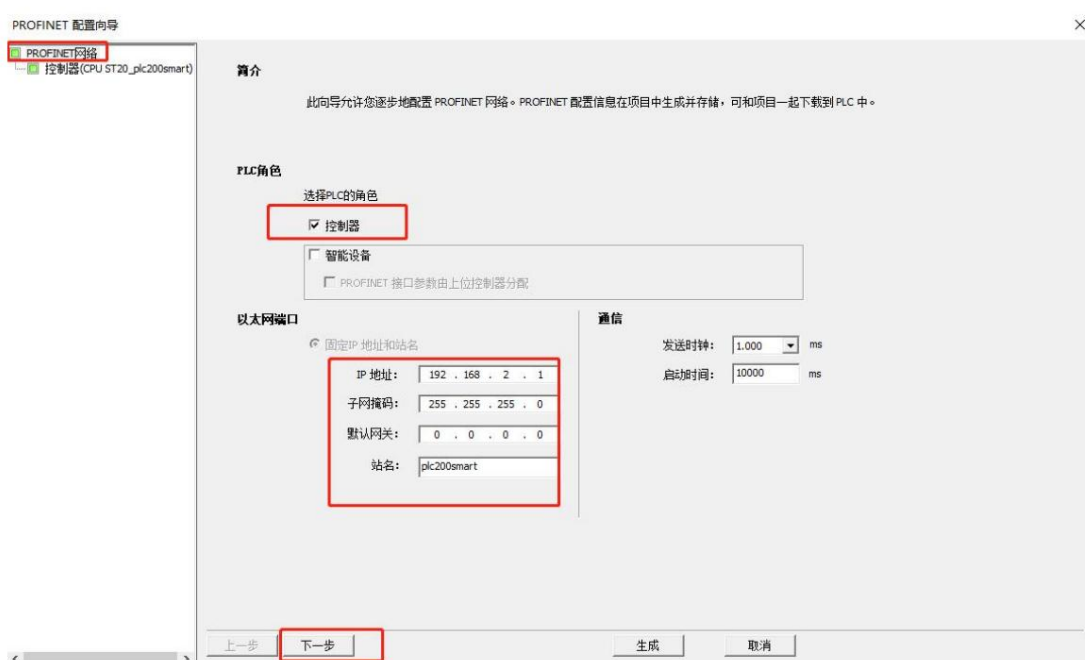 PROFINET 配置向导
PROFINET网络
控制器(CPU ST20_plc200smart)
简介
此向导允许您逐步地配置 PROFINET 网络。PROFINET 配置信息在项目中生成并存储，可和项目一起下载到 PLC 中。
PLC角色
选择PLC的角色
控制器
智能设备
PROFINET 接口参数由上位控制器分配
以太网端口
固定IP 地址和站名
IP 地址： 192 . 168 . 2 . 1
子网掩码： 255 . 255 . 255 . 0
默认网关： 0 . 0 . 0 . 0
站名： plc200smart
通信
发送时钟： 1.000 ms
启动时间： 10000 ms
上一步 下一步 生成 取消